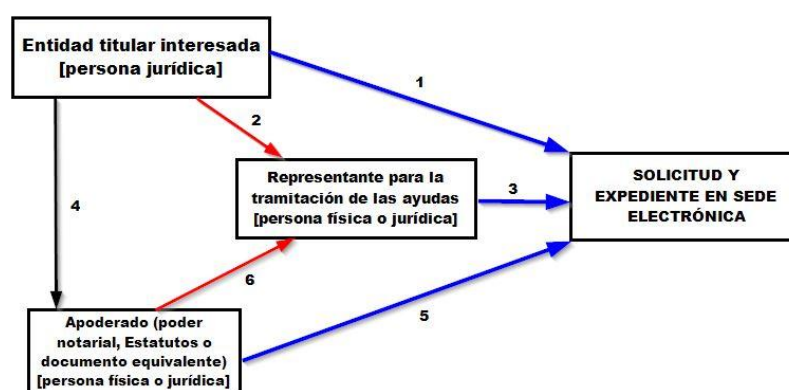 Entidad titular interesada
[persona jurídica]
1
2
Representante para la
tramitación de las ayudas
[persona física o jurídica]
3
SOLICITUD Y
EXPEDIENTE EN SEDE
ELECTRÓNICA
4
6
5
Apoderado (poder
notarial, Estatutos o
documento equivalente)
[persona física o jurídica]